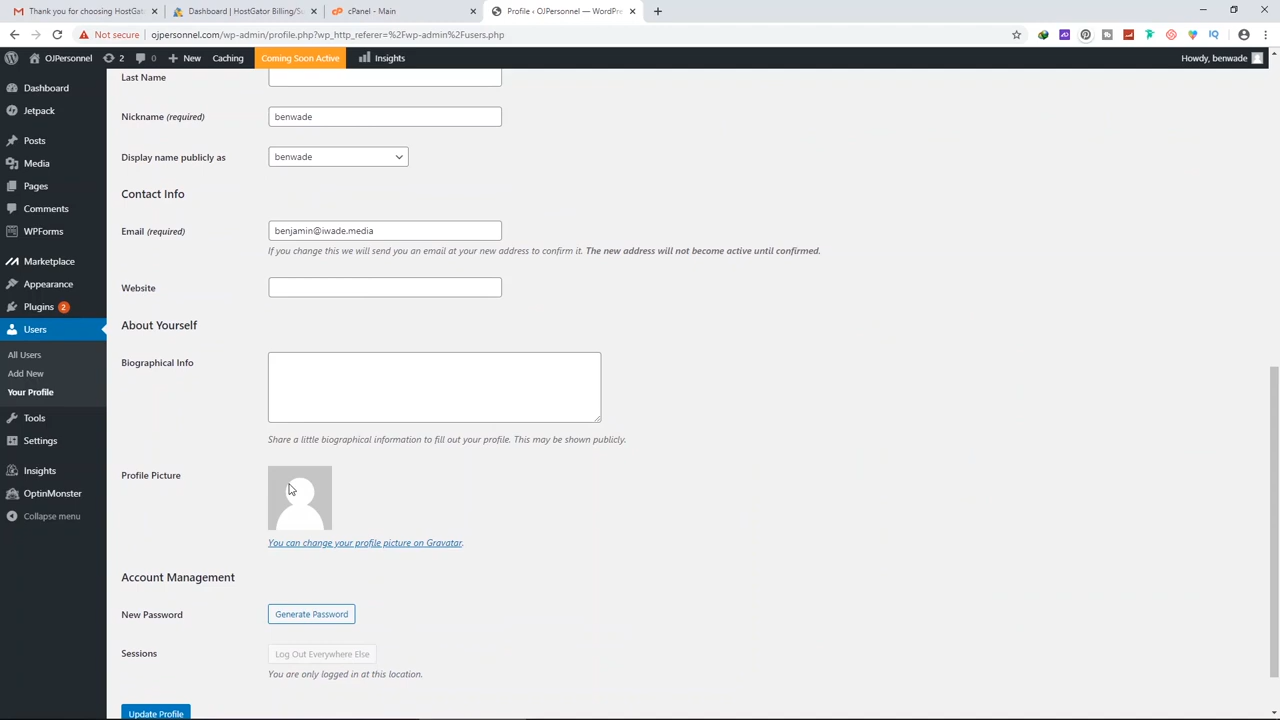 Thank you for choosing HostGat
Dashboard | HostGator Billing/Su
cPanel - Main
Profile ‹ OJPersonnel — WordPre
Not secure
ojpersonnel.com/wp-admin/profile.php?wp_http_referer=%2Fwp-admin%2Fusers.php
OJPersonnel
2
0
New
Caching
Coming Soon Active
Insights
Howdy, benwade
Dashboard
Jetpack
Posts
Media
Pages
Comments
WPForms
Marketplace
Appearance
Plugins 2
Users
All Users
Add New
Your Profile
Tools
Settings
Insights
OptinMonster
Collapse menu
Last Name
Nickname (required)
benwade
Display name publicly as
benwade
Contact Info
Email (required)
benjamin@iwade.media
If you change this we will send you an email at your new address to confirm it. The new address will not become active until confirmed.
Website
About Yourself
Biographical Info
Share a little biographical information to fill out your profile. This may be shown publicly.
Profile Picture
You can change your profile picture on Gravatar.
Account Management
New Password
Generate Password
Sessions
Log Out Everywhere Else
You are only logged in at this location.
Update Profile